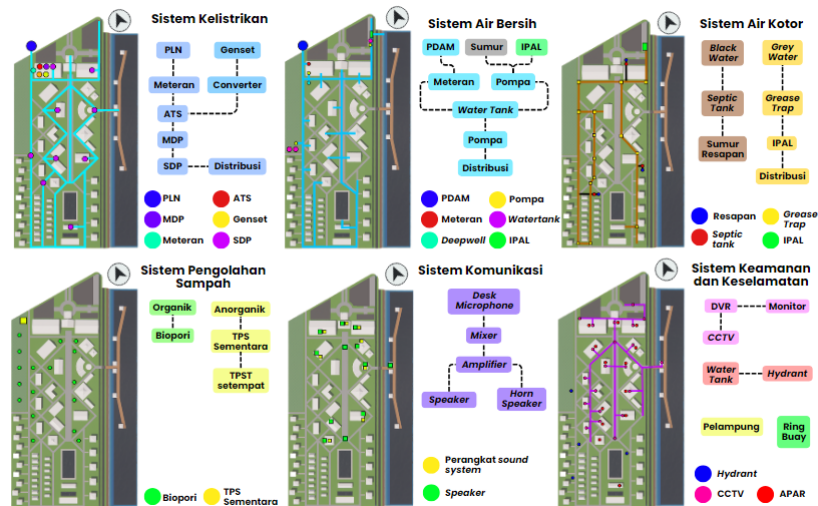 Sistem Kelistrikan
PLN
Genset
Meteran
Converter
ATS
MDP
SDP
Distribusi
PLN
ATS
MDP
Genset
Meteran
SDP
Sistem Air Bersih
PDAM
Sumur
IPAL
Meteran
Pompa
Water Tank
Pompa
Distribusi
PDAM
Pompa
Meteran
Watertank
Deepwell
IPAL
Sistem Air Kotor
Black
Water
Grey
Water
Septic
Tank
Grease
Trap
Sumur
Resapan
IPAL
Distribusi
Resapan
Grease
Trap
Septic
tank
IPAL
Sistem Pengolahan
Sampah
Organik
Anorganik
Biopori
TPS
Sementara
TPST
setempat
Biopori
TPS
Sementara
Sistem Komunikasi
Desk
Microphone
Mixer
Amplifier
Speaker
Horn
Speaker
Perangkat sound
system
Speaker
Sistem Keamanan
dan Keselamatan
DVR
Monitor
CCTV
Water
Tank
Hydrant
Pelampung
Ring
Buay
Hydrant
CCTV
APAR